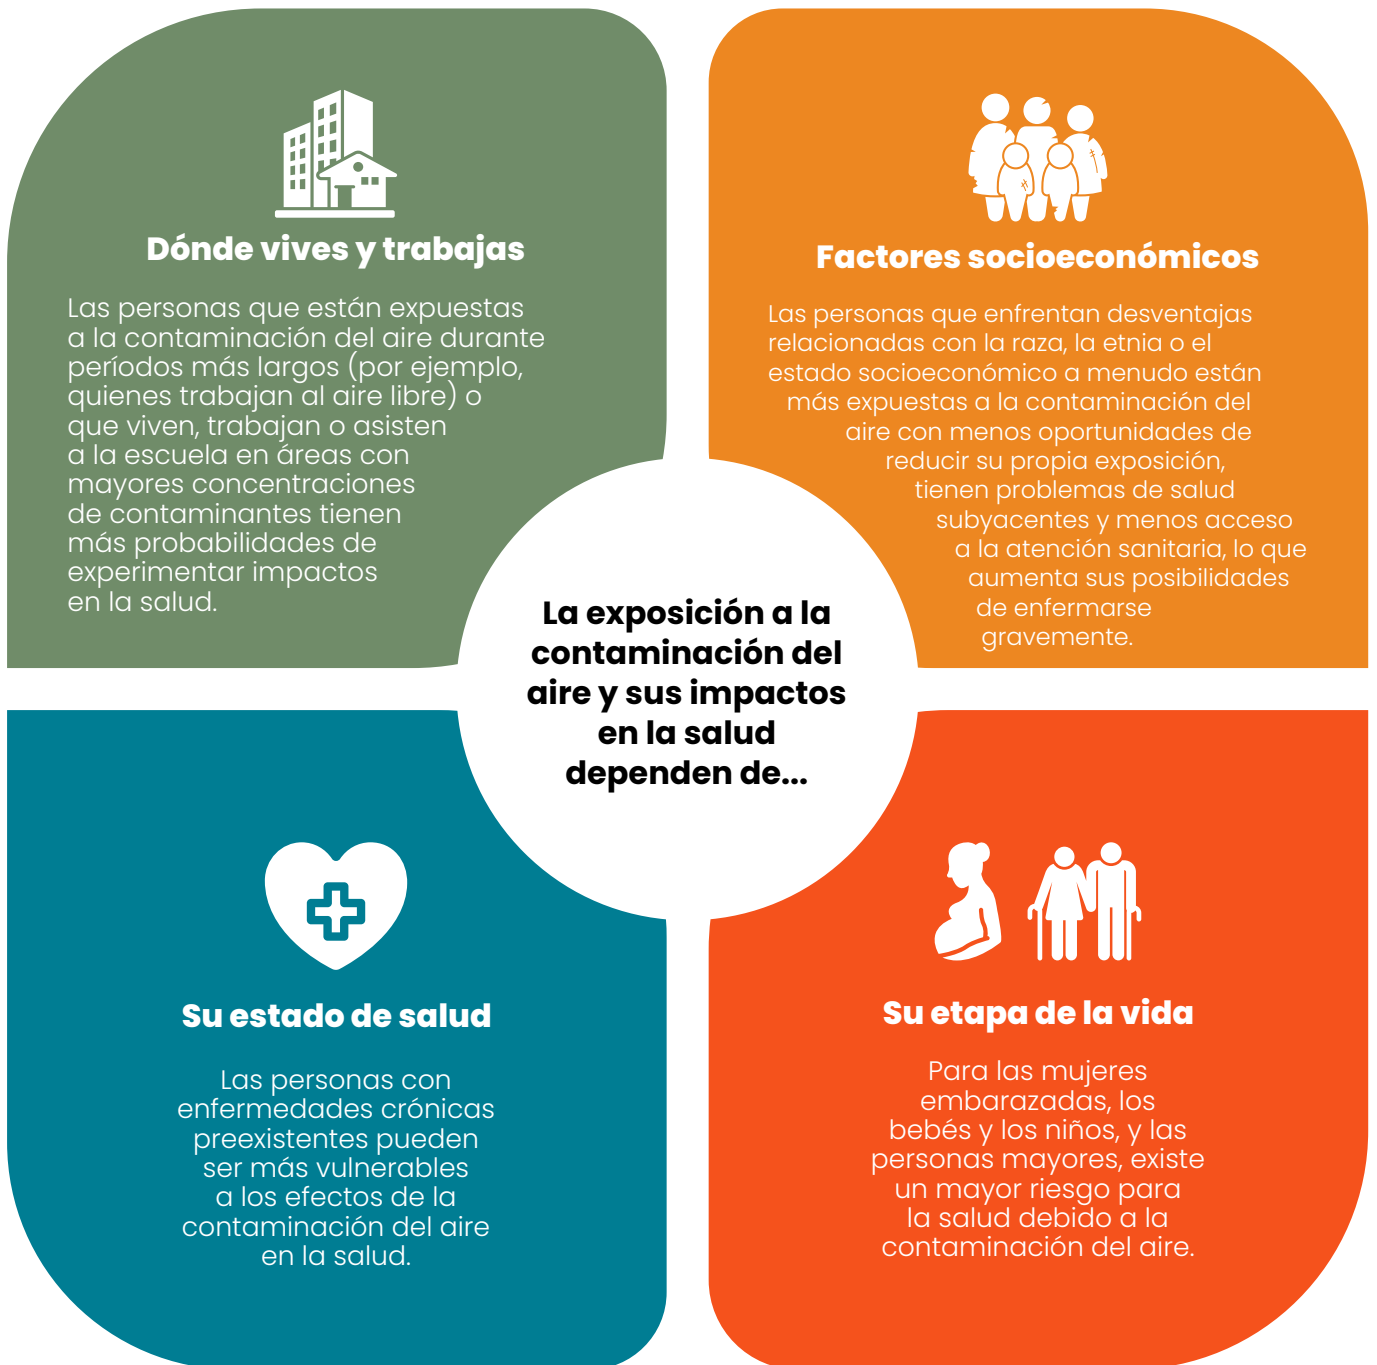 Dónde vives y trabajas
Las personas que están expuestas
a la contaminación del aire durante
períodos más largos (por ejemplo,
quienes trabajan al aire libre) o
que viven, trabajan o asisten
a la escuela en áreas con
mayores concentraciones
de contaminantes tienen
más probabilidades de
experimentar impactos
en la salud.
Factores socioeconómicos
Las personas que enfrentan desventajas
relacionadas con la raza, la etnia o el
estado socioeconómico a menudo están
más expuestas a la contaminación del
aire con menos oportunidades de
reducir su propia exposición,
tienen problemas de salud
subyacentes y menos acceso
a la atención sanitaria, lo que
aumenta sus posibilidades
de enfermarse
gravemente.
La exposición a la
contaminación del
aire y sus impactos
en la salud
dependen de...
Su estado de salud
Las personas con
enfermedades crónicas
preexistentes pueden
ser más vulnerables
a los efectos de la
contaminación del aire
en la salud.
Su etapa de la vida
Para las mujeres
embarazadas, los
bebés y los niños, y las
personas mayores, existe
un mayor riesgo para
la salud debido a la
contaminación del aire.